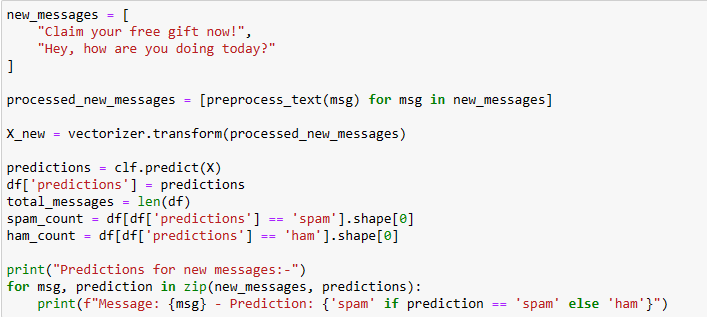 new_messages = [
    "Claim your free gift now!",
    "Hey, how are you doing today?"
]
processed_new_messages = [preprocess_text(msg) for msg in new_messages]
X_new = vectorizer.transform(processed_new_messages)
predictions = clf.predict(X)
df['predictions'] = predictions
total_messages = len(df)
spam_count = df[df['predictions'] == 'spam'].shape[0]
ham_count = df[df['predictions'] == 'ham'].shape[0]
print("Predictions for new messages:-")
for msg, prediction in zip(new_messages, predictions):
    print(f"Message: {msg} - Prediction: {'spam' if prediction == 'spam' else 'ham'}")